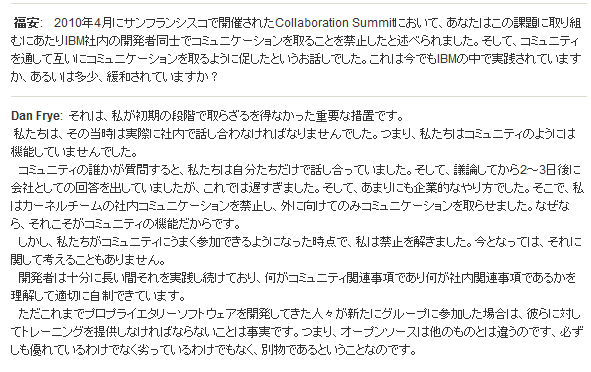 福安:　2010年4月にサンフランシスコで開催されたCollaboration Summitにおいて、あなたはこの課題に取り組
むにあたりIBM社内の開発者同士でコミュニケーションを取ることを禁止したと述べられました。そして、コミュニティ
を通して互いにコミュニケーションを取るように促したというお話しでした。これは今でもIBMの中で実践されています
か、あるいは多少、緩和されていますか？
Dan Frye: それは、私が初期の段階で取らざるを得なかった重要な措置です。
私たちは、その当時は実際に社内で話し合わなければなりませんでした。つまり、私たちはコミュニティのようには
機能していませんでした。
コミュニティの誰かが質問すると、私たちは自分たちだけで話し合っていました。そして、議論してから2～3日後に
会社としての回答を出していましたが、これでは遅すぎました。そして、あまりにも企業的なやり方でした。そこで、私
はカーネルチームの社内コミュニケーションを禁止し、外に向けてのみコミュニケーションを取らせました。なぜな
ら、それこそがコミュニティの機能だからです。
しかし、私たちがコミュニティにうまく参加できるようになった時点で、私は禁止を解きました。今となっては、それに
関して考えることもありません。
開発者は十分に長い間それを実践し続けており、何がコミュニティ関連事項であり何が社内関連事項であるかを
理解して適切に自制できています。
ただこれまでプロプライエタリーソフトウェアを開発してきた人々が新たにグループに参加した場合は、彼らに対し
てトレーニングを提供しなければならないことは事実です。つまり、オープンソースは他のものとは違うのです、必ず
しも優れているわけでなく劣っているわけでもなく、別物であるということなのです。